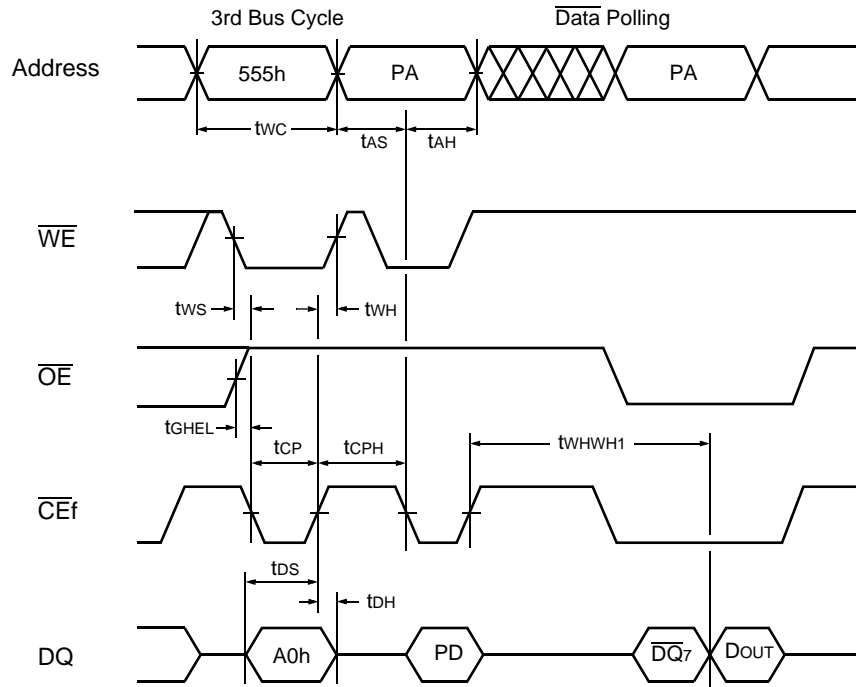 3rd Bus Cycle
Data Polling
Address
555h
PA
PA
tWC
tAS
tAH
WE
tWS
tWH
OE
tGHEL
tCP
tCPH
tWHWH1
CEf
tDS
tDH
DQ
A0h
PD
DQ7
DOUT